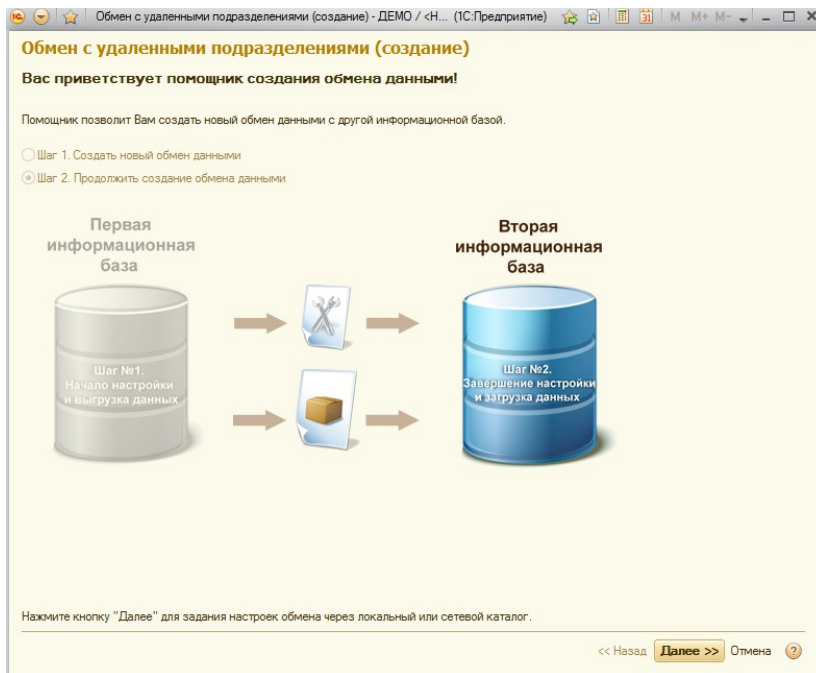 Обмен с удаленными подразделениями (создание) - ДЕМО / <Н... (1С:Предприятие)
31 M M+ M-
Обмен с удаленными подразделениями (создание)
Вас приветствует помощник создания обмена данными!
Помощник позволит Вам создать новый обмен данными с другой информационной базой.
Шаг 1. Создать новый обмен данными
Шаг 2. Продолжить создание обмена данными
Первая
информационная
база
Вторая
информационная
база
Шаг №1.
Начало настройки
и выгрузка данных
Шаг №2.
Завершение настройки
и загрузка данных
Нажмите кнопку "Далее" для задания настроек обмена через локальный или сетевой каталог.
<< Назад Далее >> Отмена ?